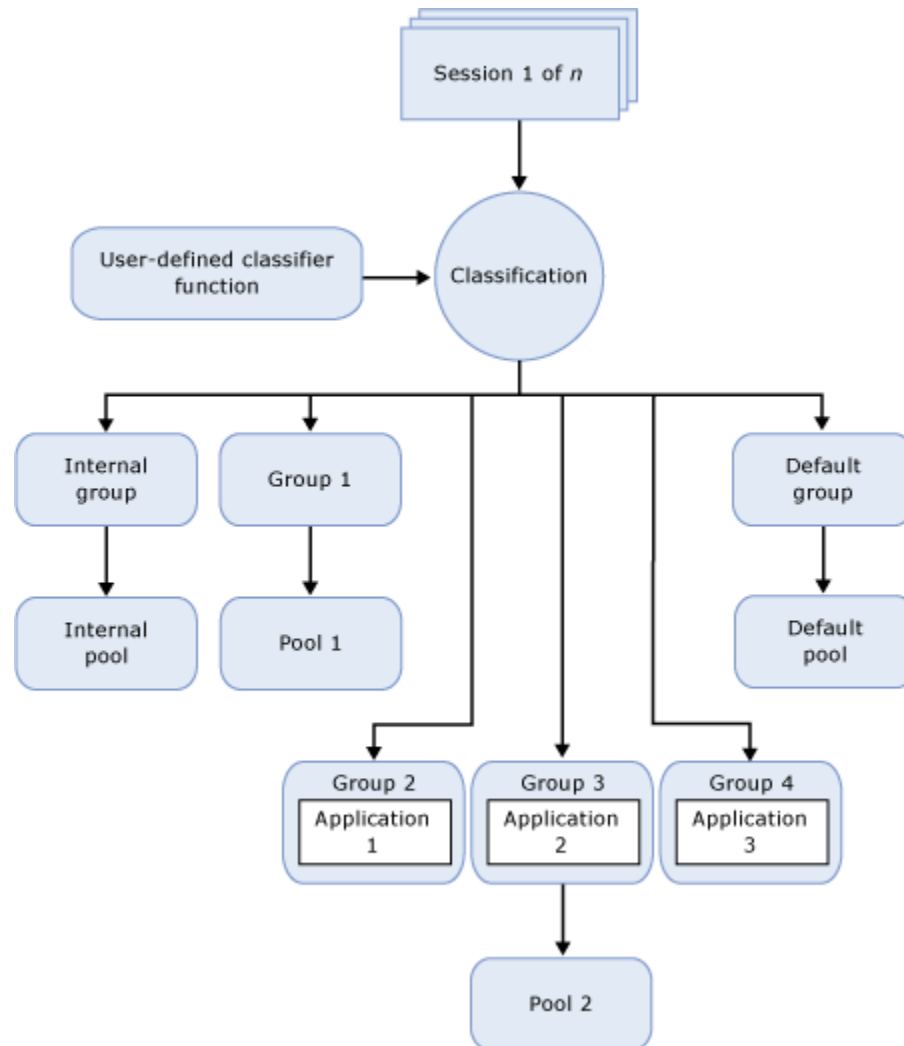 Session 1 of n
User-defined classifier
function
Classification
Internal
group
Group 1
Default
group
Internal
pool
Pool 1
Default
pool
Group 2
Application
1
Group 3
Application
2
Group 4
Application
3
Pool 2